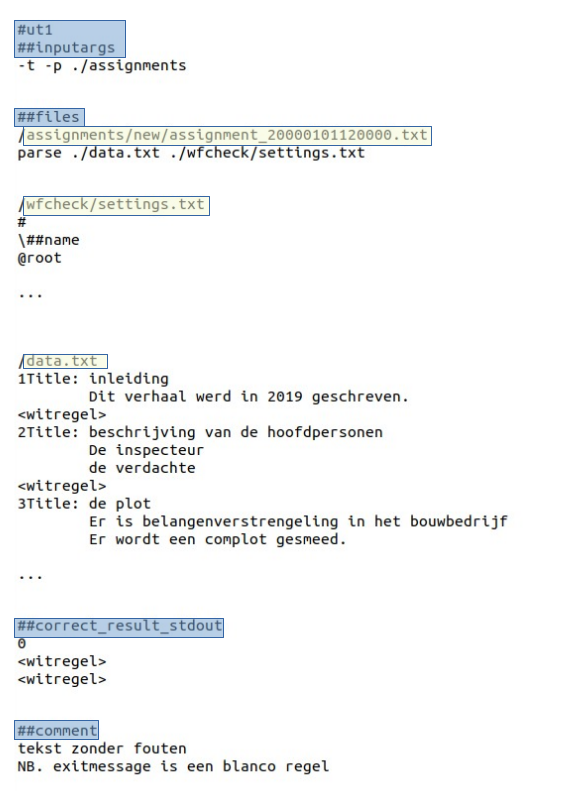 #ut1
##inputargs
-t -p ./assignments
##files
/assignments/new/assignment_20000101120000.txt
parse ./data.txt ./wfcheck/settings.txt
/wfcheck/settings.txt
#
\##name
@root
...
/data.txt
1Title: inleiding
Dit verhaal werd in 2019 geschreven.
<witregel>
2Title: beschrijving van de hoofdpersonen
De inspecteur
de verdachte
<witregel>
3Title: de plot
Er is belangenverstrengeling in het bouwbedrijf
Er wordt een complot gesmeed.
...
##correct_result_stdout
0
<witregel>
<witregel>
##comment
tekst zonder fouten
NB. exitmessage is een blanco regel